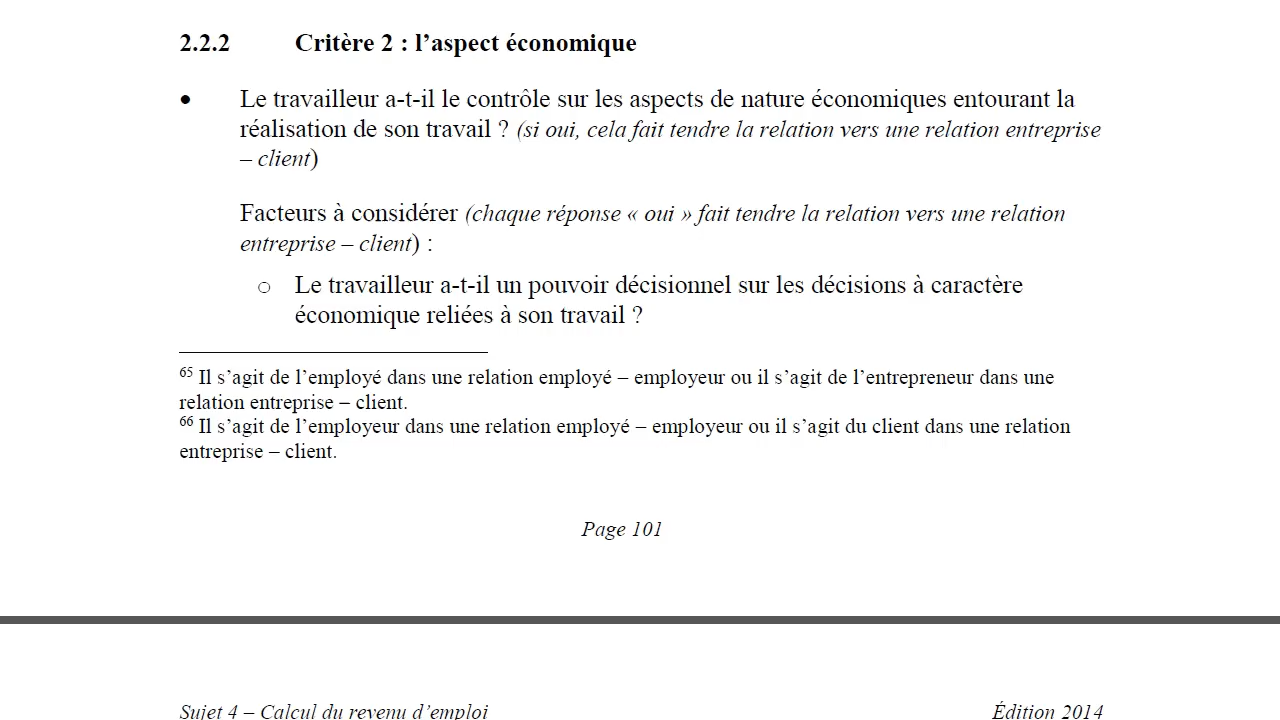 2.2.2 Critère 2 : l’aspect économique
• Le travailleur a-t-il le contrôle sur les aspects de nature économiques entourant la
réalisation de son travail ? (si oui, cela fait tendre la relation vers une relation entreprise
– client)
Facteurs à considérer (chaque réponse « oui » fait tendre la relation vers une relation
entreprise – client) :
o Le travailleur a-t-il un pouvoir décisionnel sur les décisions à caractère
économique reliées à son travail ?
65 Il s’agit de l’employé dans une relation employé – employeur ou il s’agit de l’entrepreneur dans une
relation entreprise – client.
66 Il s’agit de l’employeur dans une relation employé – employeur ou il s’agit du client dans une relation
entreprise – client.
Page 101
Sujet 4 – Calcul du revenu d’emploi Édition 2014